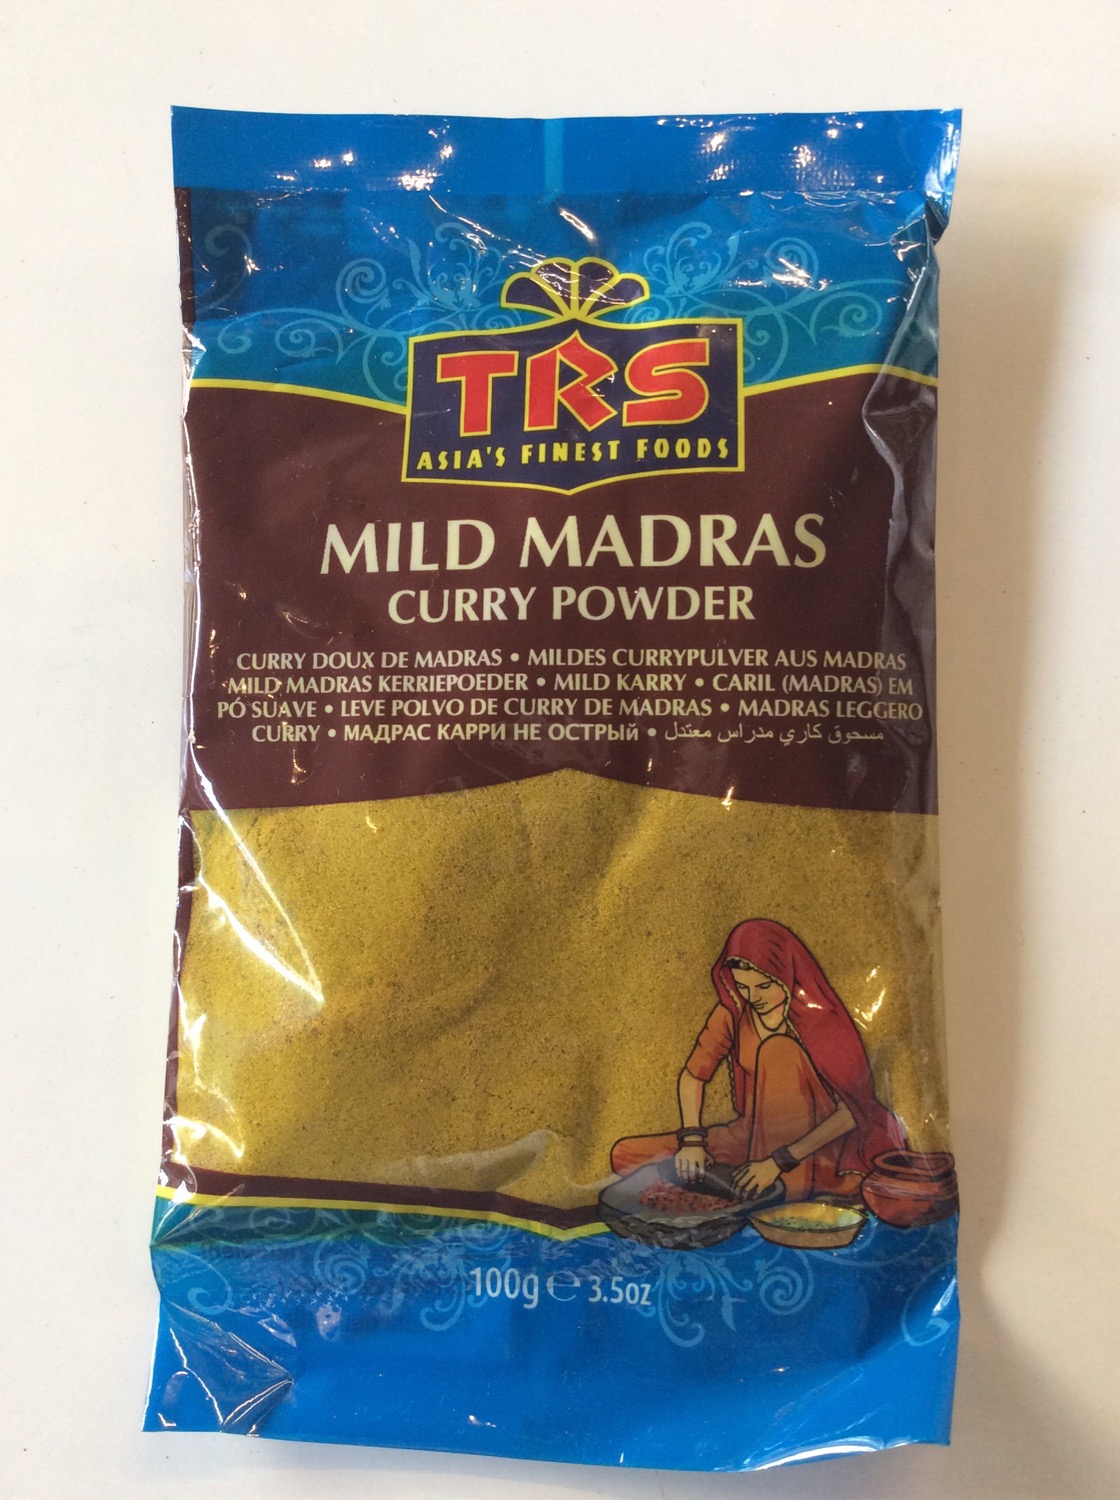 TRS
ASIA'S FINEST FOODS
MILD MADRAS
CURRY POWDER
CURRY DOUX DE MADRAS • MILDES CURRYPULVER AUS MADRAS
MILD MADRAS KERRIEPOEDER • MILD KARRY • CARIL (MADRAS) EM
PÓ SUAVE • LEVE POLVO DE CURRY DE MADRAS • MADRAS LEGGERO
CURRY • МАДРАС КАРРИ НЕ ОСТРЫЙ • مسحوق كاري مدراس معتدل
100g ℮ 3.5oz